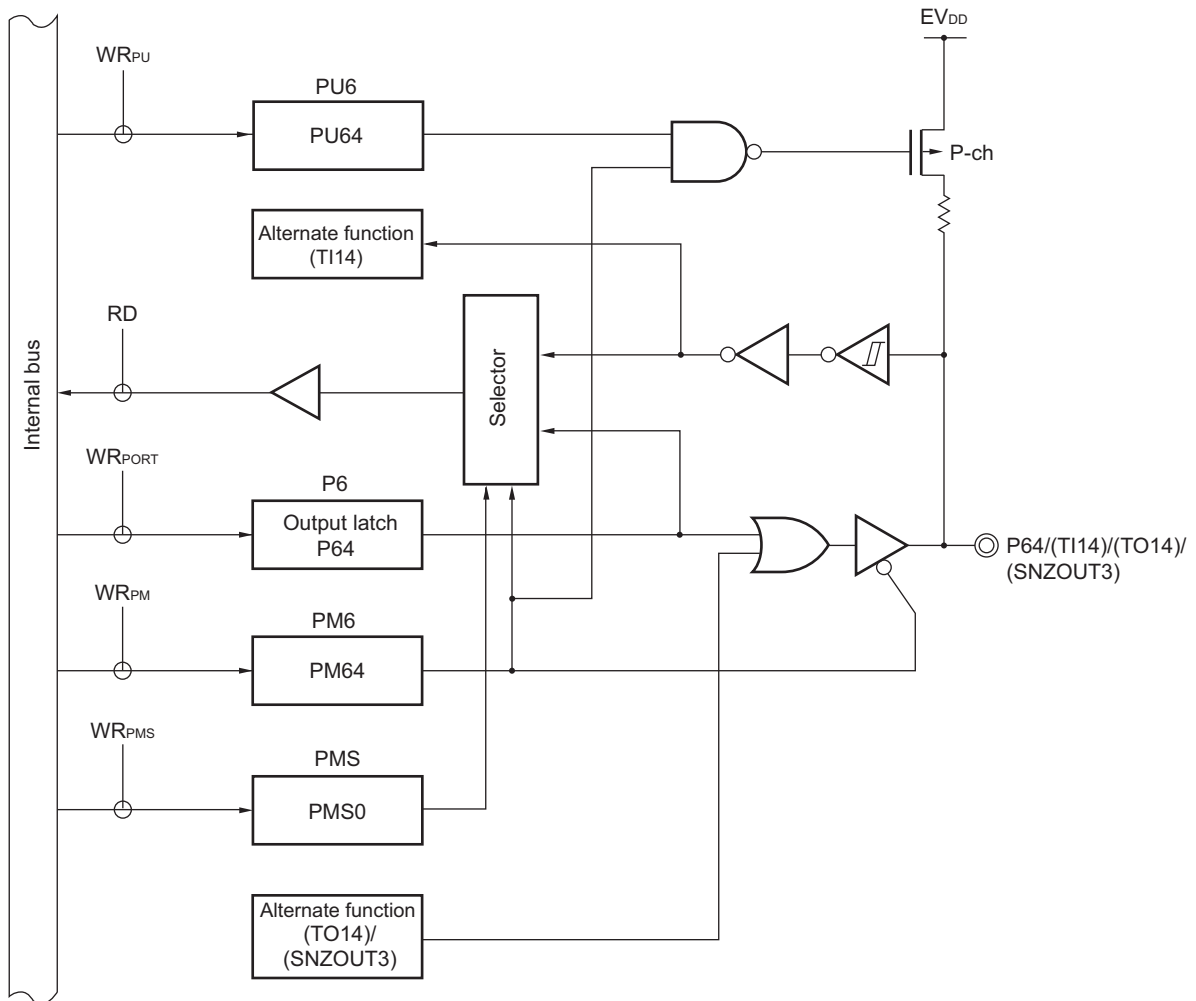 EVDD
WRPU
PU6
PU64
P-ch
Alternate function
(TI14)
RD
Internal bus
Selector
WRPORT
P6
Output latch
P64
P64/(TI14)/(TO14)/
(SNZOUT3)
WRPM
PM6
PM64
WRPMS
PMS
PMS0
Alternate function
(TO14)/
(SNZOUT3)